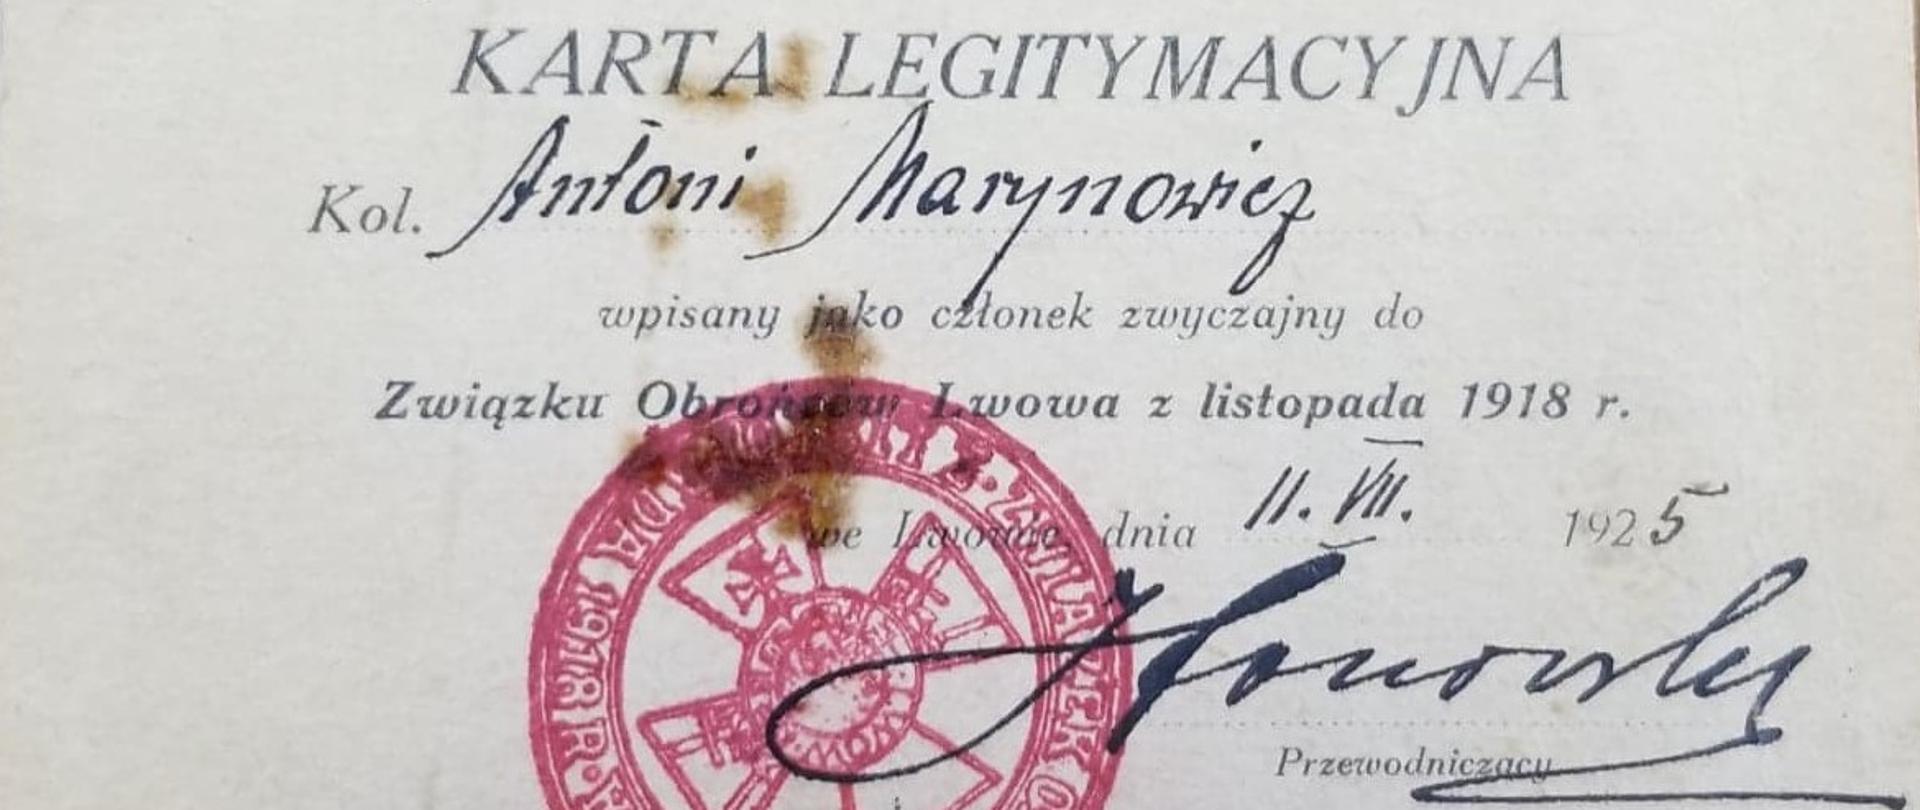 KARTA LEGITYMACYJNA
Kol. Antoni Marynowicz
wpisany jako członek zwyczajny do
Związku Obrońców Lwowa z listopada 1918 r.
we Lwowie, dnia 11. VII. 1925
Przewodniczący
1918 R.